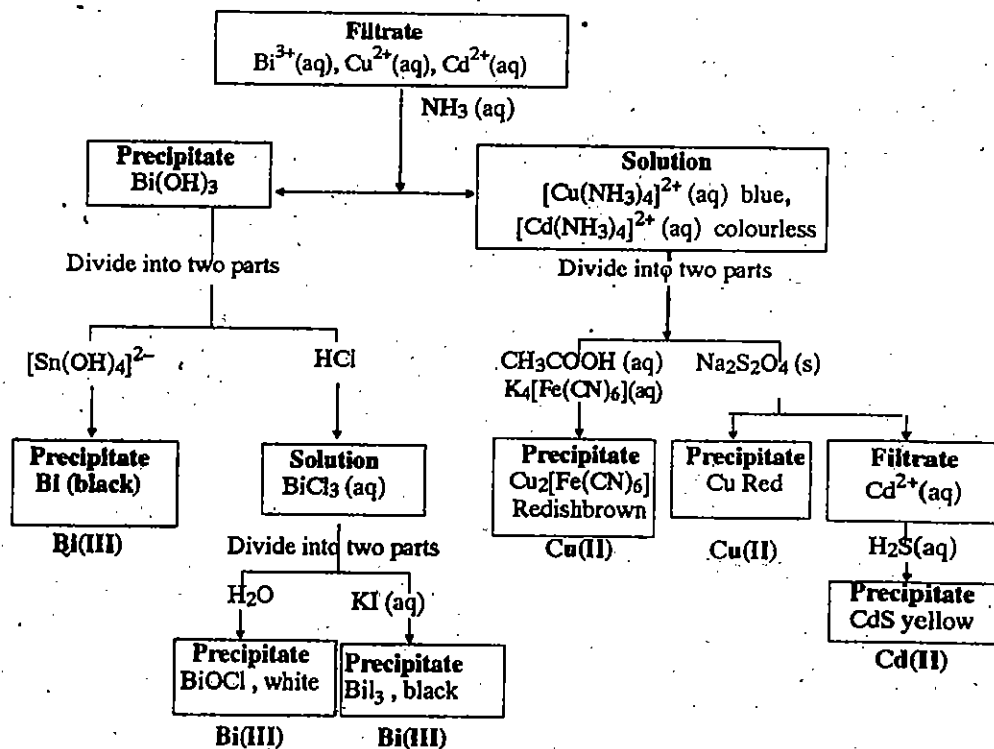 Filtrate
Bi³⁺(aq), Cu²⁺(aq), Cd²⁺(aq)
NH₃ (aq)
Precipitate
Bi(OH)₃
Solution
[Cu(NH₃)₄]²⁺ (aq) blue,
[Cd(NH₃)₄]²⁺ (aq) colourless
Divide into two parts
Divide into two parts
[Sn(OH)₄]²⁻
HCl
CH₃COOH (aq)
K₄[Fe(CN)₆](aq)
Na₂S₂O₄ (s)
Precipitate
Bi (black)
Bi(III)
Solution
BiCl₃ (aq)
Precipitate
Cu₂[Fe(CN)₆]
Redishbrown
Cu(II)
Precipitate
Cu Red
Cu(II)
Filtrate
Cd²⁺(aq)
Divide into two parts
H₂S(aq)
H₂O
KI (aq)
Precipitate
CdS yellow
Cd(II)
Precipitate
BiOCl , white
Bi(III)
Precipitate
BiI₃ , black
Bi(III)